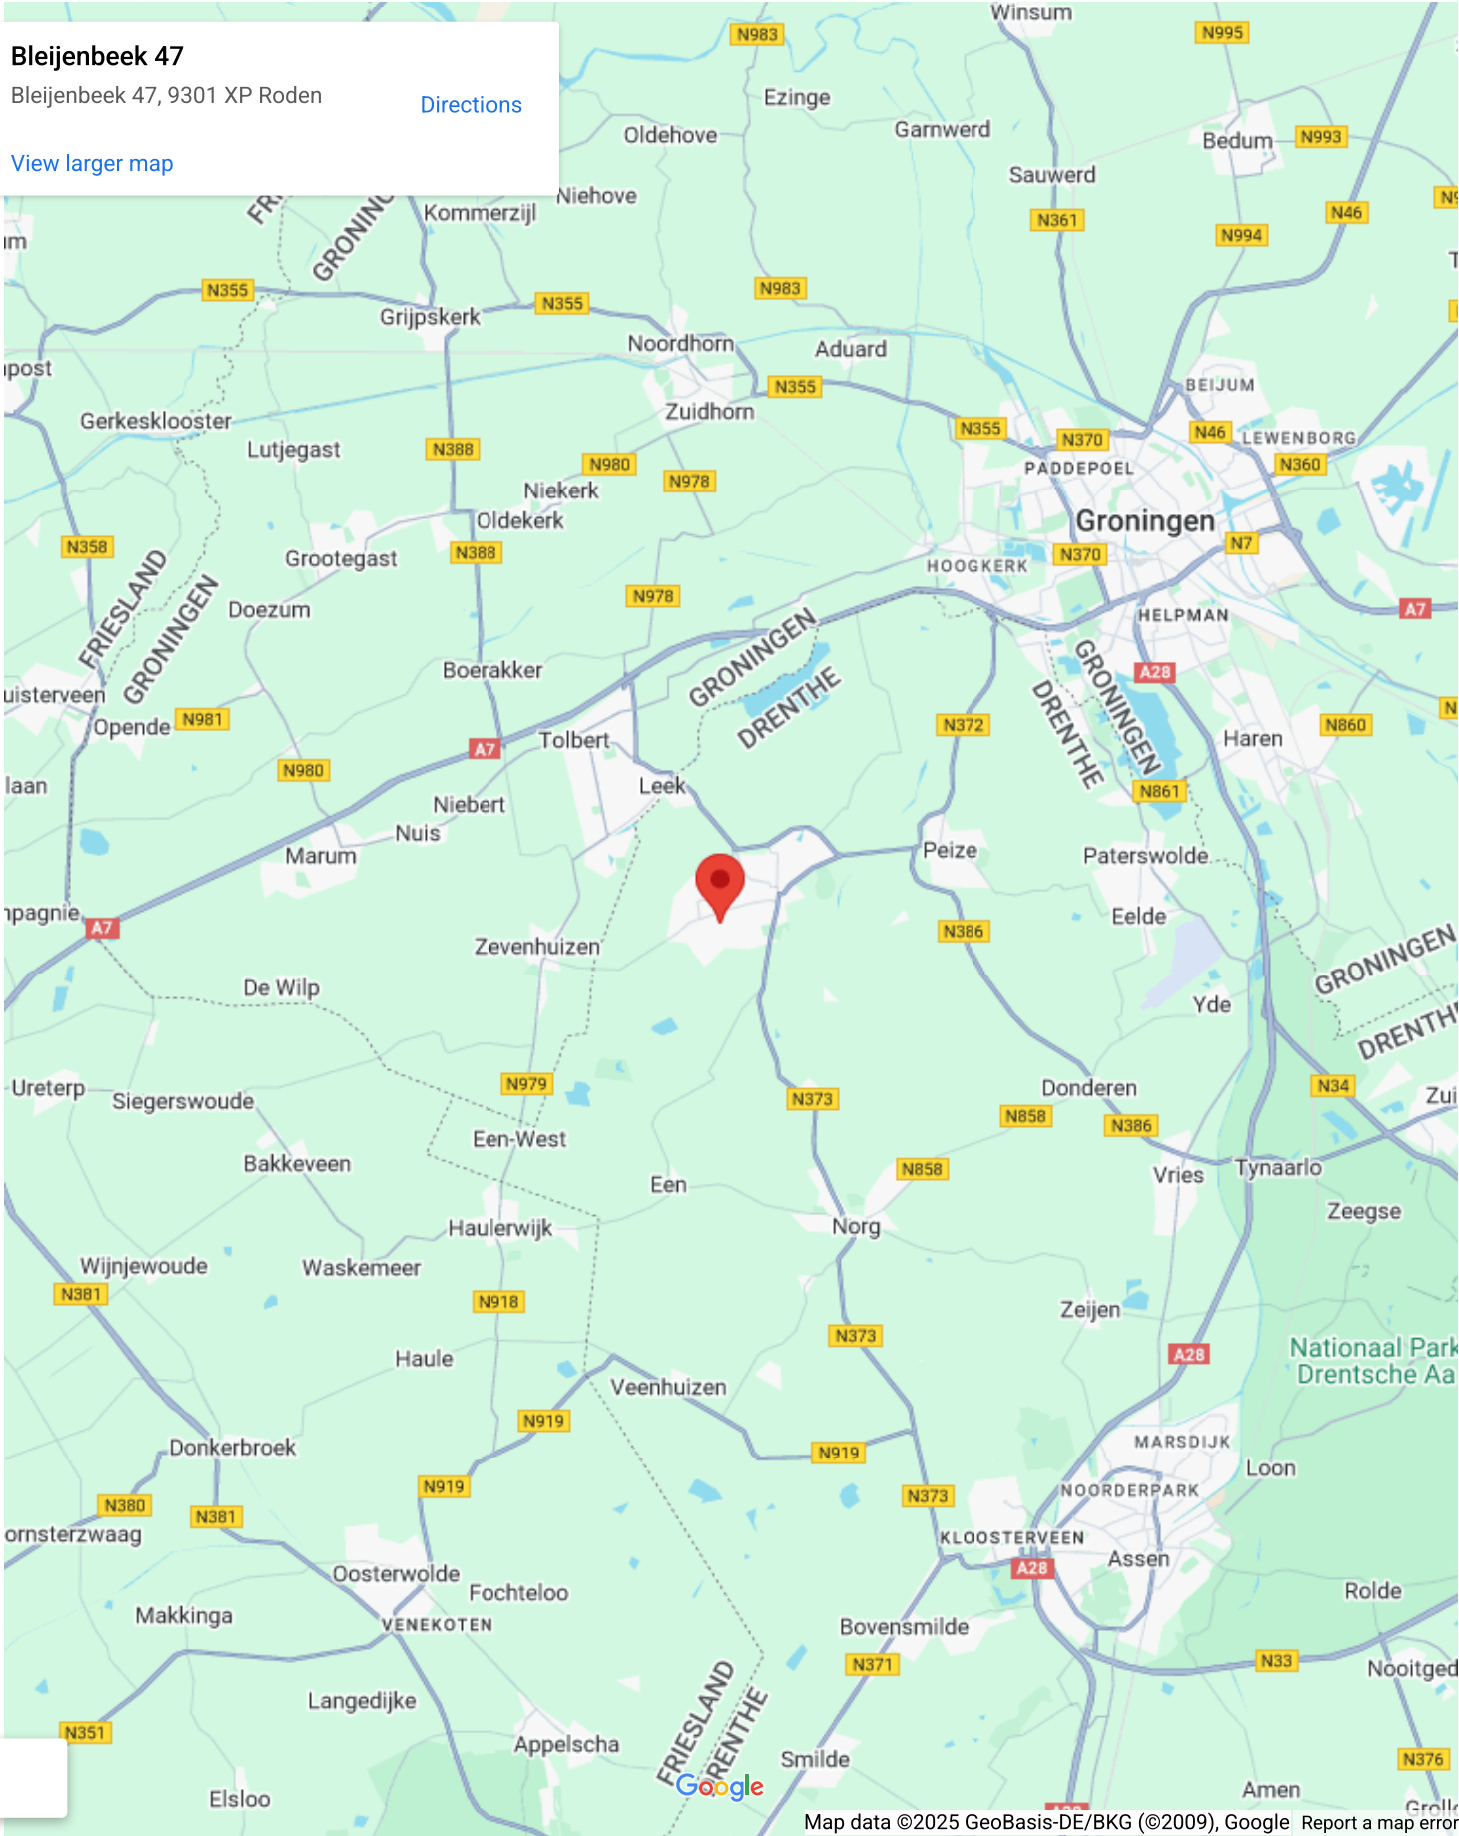 Bleijenbeek 47
Bleijenbeek 47, 9301 XP Roden
Directions
View larger map
Winsum
N983
N995
Ezinge
Oldehove
Garnwerd
Bedum
N993
Sauwerd
Niehove
Kommerzijl
GRONING
N361
N46
N994
N355
N355
N983
Grijpskerk
Noordhorn
Aduard
N355
BEIJUM
Zuidhorn
Gerkesklooster
Lutjegast
N388
N355
N370
N46
LEWENBORG
N980
N360
PADDEPOEL
N978
Niekerk
Oldekerk
Groningen
N358
Grootegast
N388
N370
N7
HOOGKERK
N978
Doezum
A7
HELPMAN
FRIESLAND
GRONINGEN
Boerakker
GRONINGEN
DRENTHE
GRONINGEN
DRENTHE
A28
uisterveen
Opende
N981
N372
N860
Haren
Tolbert
A7
N980
laan
Leek
N861
Niebert
Nuis
Marum
Peize
Paterswolde
Eelde
A7
N386
Zevenhuizen
GRONINGEN
De Wilp
Yde
DRENTHE
Ureterp
Siegerswoude
N979
N373
Donderen
N34
Zui
N858
N386
Een-West
Bakkeveen
N858
Vries
Tynaarlo
Een
Zeegse
Haulerwijk
Norg
Wijnjewoude
Waskemeer
N381
N918
Zeijen
N373
Nationaal Park
Drentsche Aa
A28
Haule
Veenhuizen
N919
Donkerbroek
N919
MARSDIJK
Loon
N919
N373
NOORDERPARK
N380
N381
ornsterzwaag
KLOOSTERVEEN
Assen
A28
Oosterwolde
Fochteloo
Rolde
Makkinga
VENEKOTEN
Bovensmilde
N371
N33
Nooitged
Langedijke
FRIESLAND
DRENTHE
N351
Appelscha
Smilde
N376
Elsloo
Amen
Google
Map data ©2025 GeoBasis-DE/BKG (©2009), Google
Report a map error